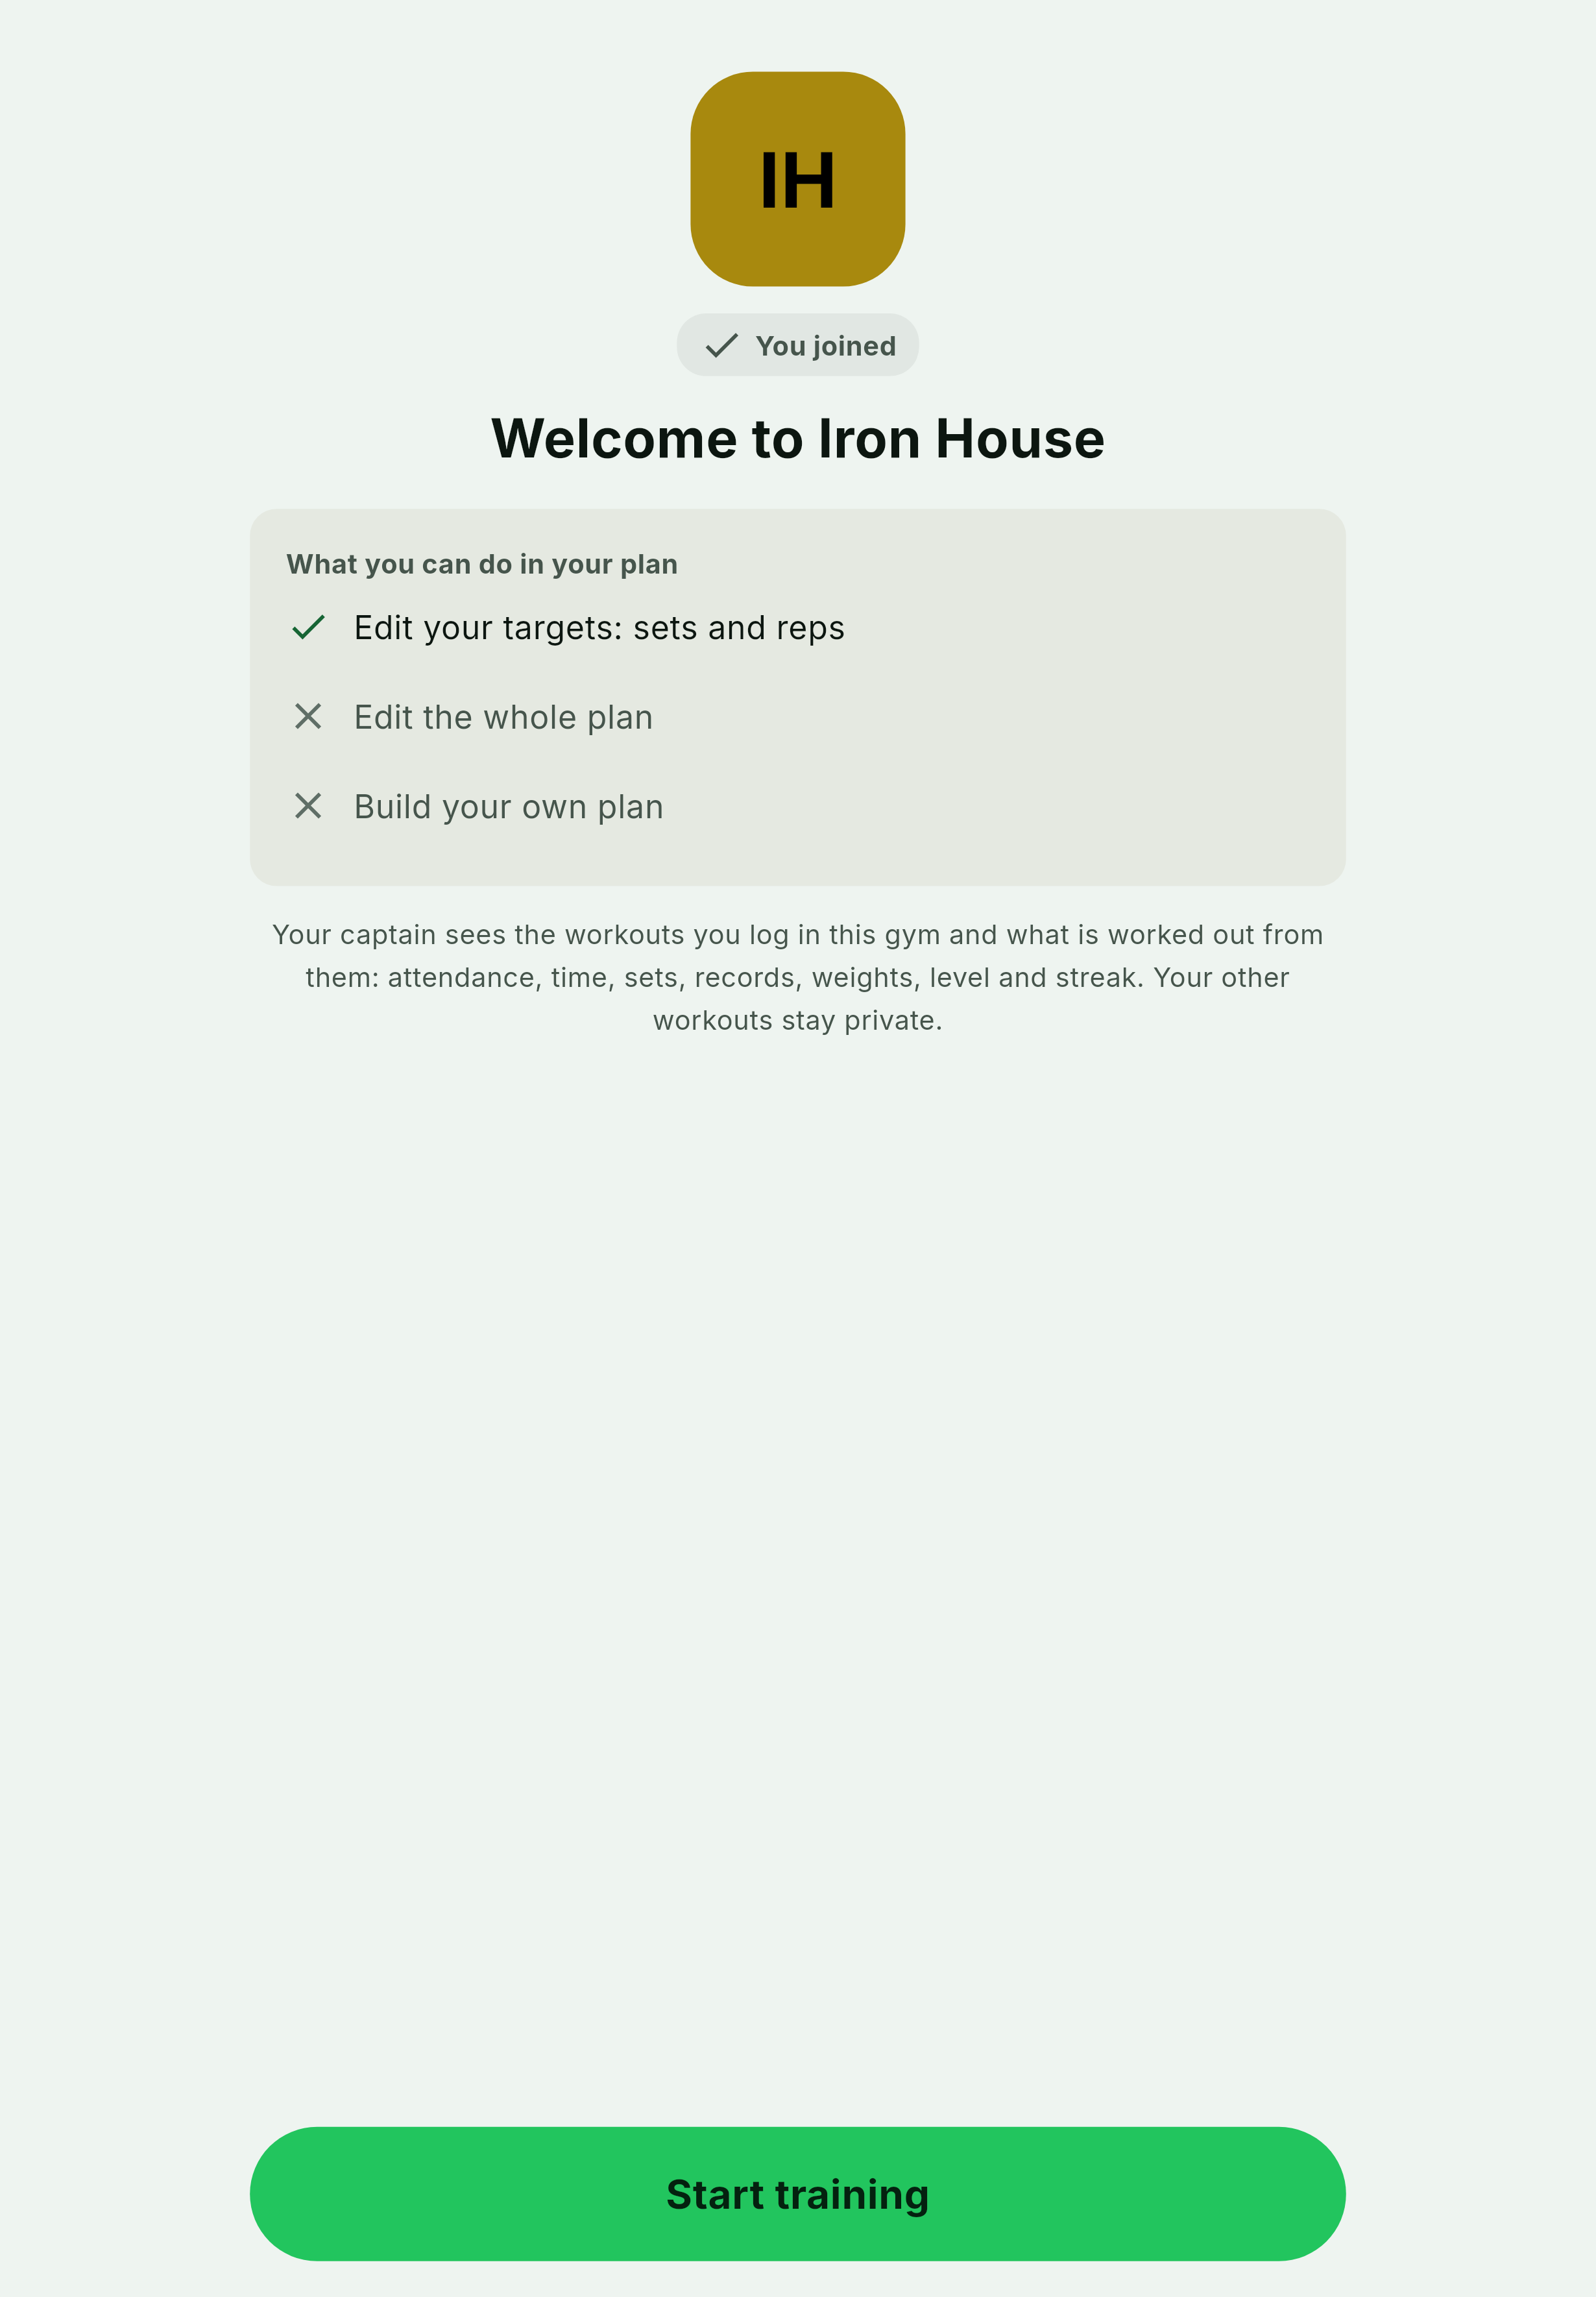 IH
You joined
Welcome to Iron House
What you can do in your plan
Edit your targets: sets and reps
Edit the whole plan
Build your own plan
Your captain sees the workouts you log in this gym and what is worked out from
them: attendance, time, sets, records, weights, level and streak. Your other
workouts stay private.
Start training